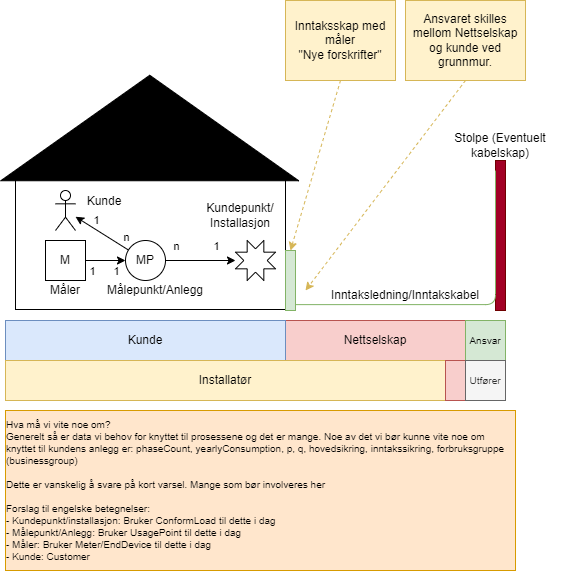 Inntaksskap med
måler
"Nye forskrifter"
Ansvaret skilles
mellom Nettselskap
og kunde ved
grunnmur.
Stolpe (Eventuelt
kabelskap)
Kunde
1
n
Kundepunkt/
Installasjon
M
1
1
MP
n
1
Måler
Målepunkt/Anlegg
Inntaksledning/Inntakskabel
Kunde
Nettselskap
Ansvar
Installatør
Utfører
Hva må vi vite noe om?
Generelt så er data vi behov for knyttet til prosessene og det er mange. Noe av det vi bør kunne vite noe om
knyttet til kundens anlegg er: phaseCount, yearlyConsumption, p, q, hovedsikring, inntakssikring, forbruksgruppe
(businessgroup)
Dette er vanskelig å svare på kort varsel. Mange som bør involveres her
Forslag til engelske betegnelser:
- Kundepunkt/installasjon: Bruker ConformLoad til dette i dag
- Målepunkt/Anlegg: Bruker UsagePoint til dette i dag
- Måler: Bruker Meter/EndDevice til dette i dag
- Kunde: Customer